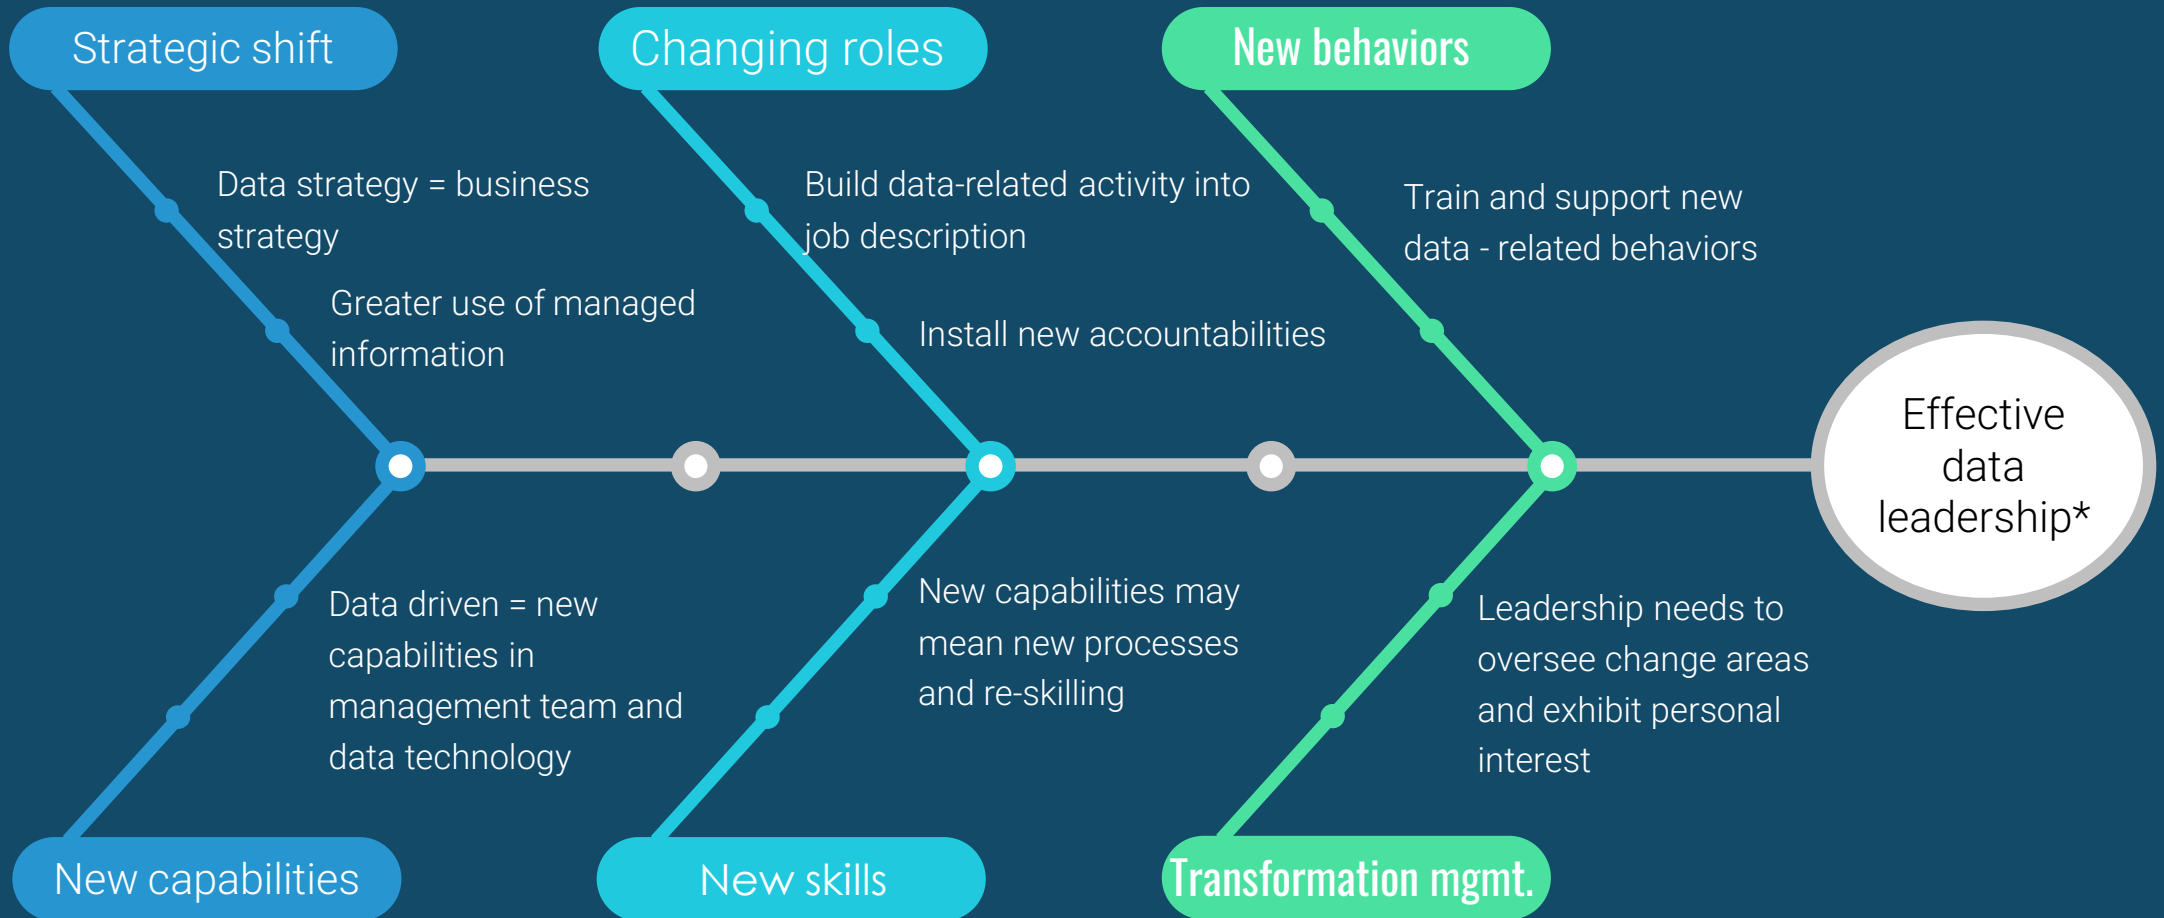 Strategic shift
Changing roles
New behaviors
Data strategy = business
strategy
Greater use of managed
information
Build data-related activity into
job description
Install new accountabilities
Train and support new
data - related behaviors
Effective
data
leadership*
Data driven = new
capabilities in
management team and
data technology
New capabilities may
mean new processes
and re-skilling
Leadership needs to
oversee change areas
and exhibit personal
interest
New capabilities
New skills
Transformation mgmt.